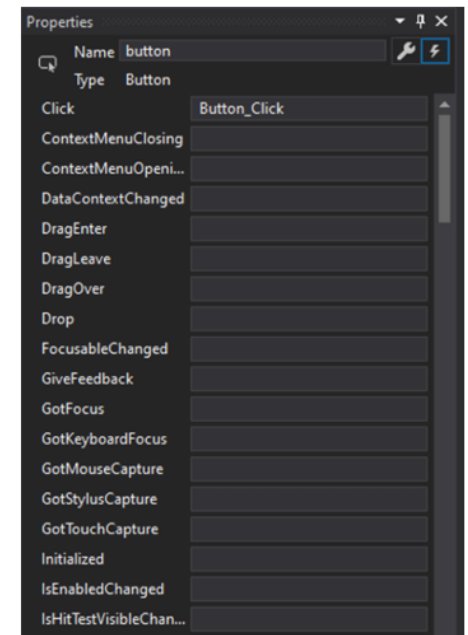 Properties
Name button
Type Button
Click Button_Click
ContextMenuClosing
ContextMenuOpeni...
DataContextChanged
DragEnter
DragLeave
DragOver
Drop
FocusableChanged
GiveFeedback
GotFocus
GotKeyboardFocus
GotMouseCapture
GotStylusCapture
GotTouchCapture
Initialized
IsEnabledChanged
IsHitTestVisibleChan...